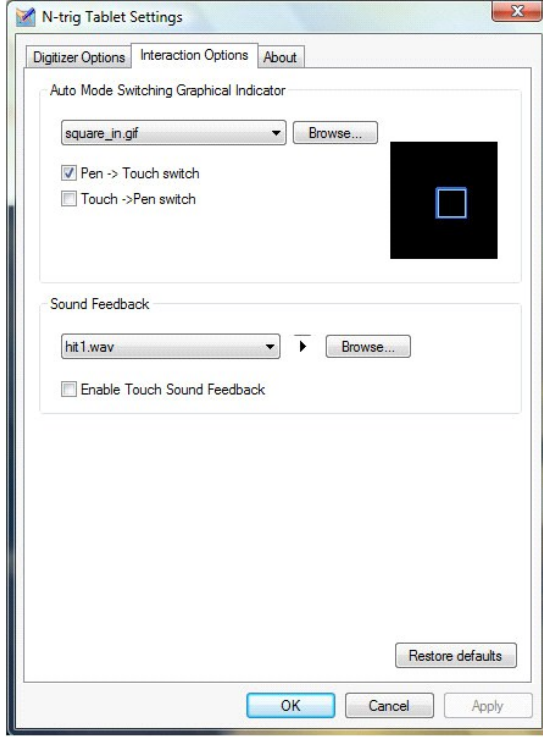 N-trig Tablet Settings
Digitizer Options Interaction Options About
Auto Mode Switching Graphical Indicator
square_in.gif Browse...
Pen -> Touch switch
Touch ->Pen switch
Sound Feedback
hit1.wav Browse...
Enable Touch Sound Feedback
Restore defaults
OK Cancel Apply